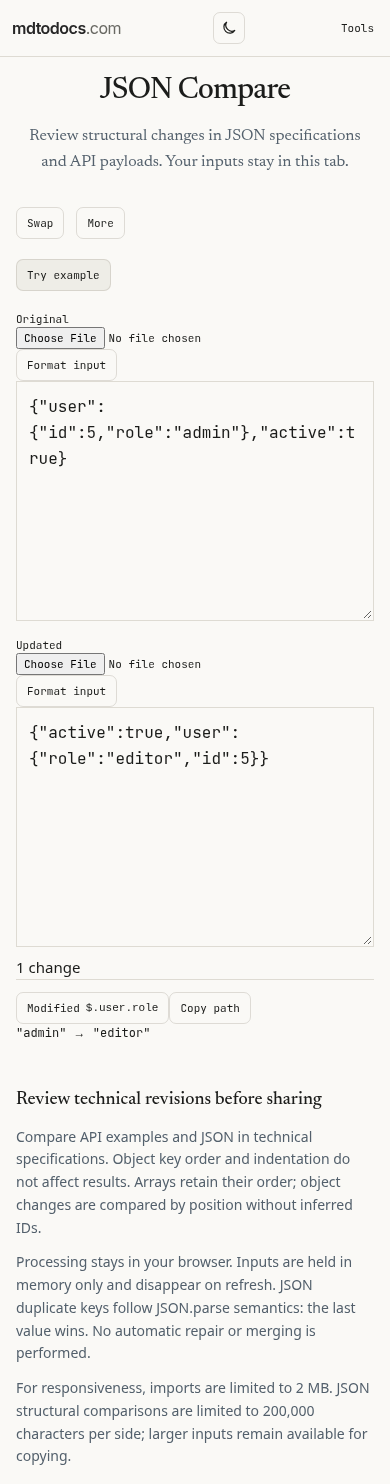 mdtodocs.com
Tools
JSON Compare
Review structural changes in JSON specifications
and API payloads. Your inputs stay in this tab.
Swap More
Try example
Original
Choose File No file chosen
Format input
{"user":
{"id":5,"role":"admin"},"active":t
rue}
Updated
Choose File No file chosen
Format input
{"active":true,"user":
{"role":"editor","id":5}}
1 change
Modified $.user.role Copy path
"admin" → "editor"
Review technical revisions before sharing
Compare API examples and JSON in technical
specifications. Object key order and indentation do
not affect results. Arrays retain their order; object
changes are compared by position without inferred
IDs.
Processing stays in your browser. Inputs are held in
memory only and disappear on refresh. JSON
duplicate keys follow JSON.parse semantics: the last
value wins. No automatic repair or merging is
performed.
For responsiveness, imports are limited to 2 MB. JSON
structural comparisons are limited to 200,000
characters per side; larger inputs remain available for
copying.